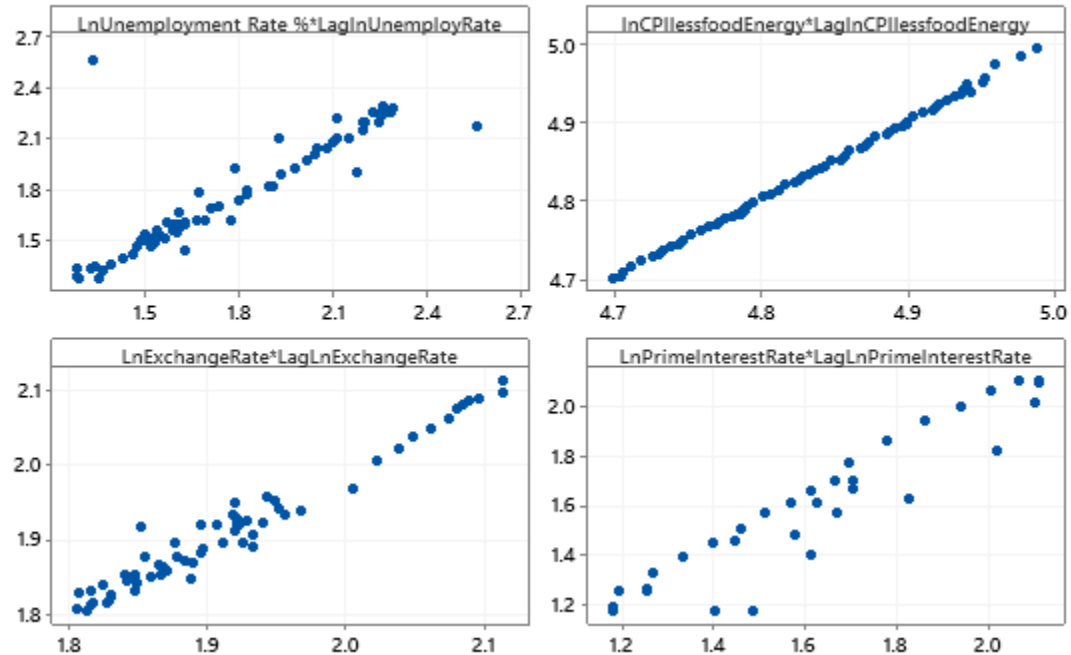 LnUnemployment Rate %*LagInUnemployRate
2.7
2.4
2.1
1.8
1.5
1.5 1.8 2.1 2.4 2.7
lnCPIlessfoodEnergy*LagInCPIlessfoodEnergy
5.0
4.9
4.8
4.7
4.7 4.8 4.9 5.0
LnExchangeRate*LagLnExchangeRate
2.1
2.0
1.9
1.8
1.8 1.9 2.0 2.1
LnPrimeInterestRate*LagLnPrimeInterestRate
2.0
1.8
1.6
1.4
1.2
1.2 1.4 1.6 1.8 2.0